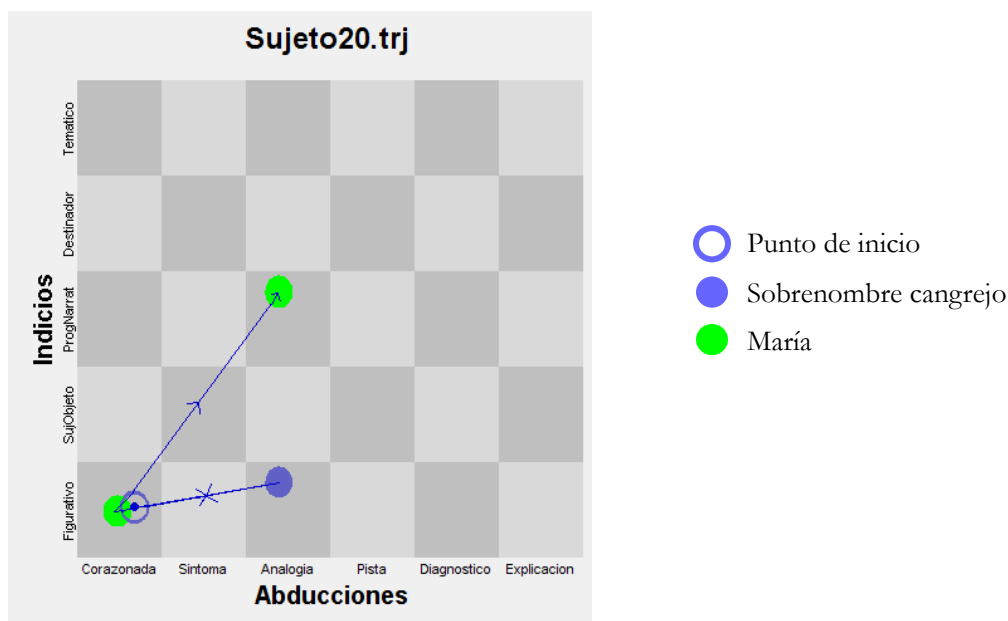 Sujeto20.trj
Indicios
Tematico
Destinador
ProgNarrat
SujObjeto
Figurativo
Corazonada Sintoma Analogia Pista Diagnostico Explicacion
Abducciones
Punto de inicio
Sobrenombre cangrejo
María